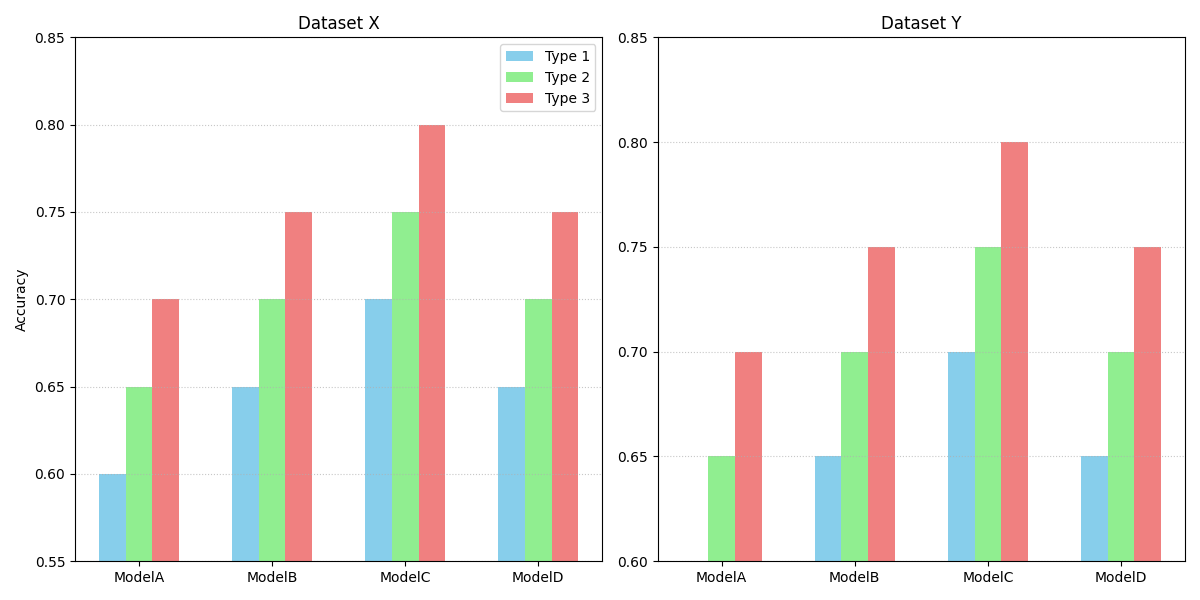 Dataset X
Dataset Y
Accuracy
0.85
0.80
0.75
0.70
0.65
0.60
0.55
Type 1
Type 2
Type 3
ModelA
ModelB
ModelC
ModelD
0.85
0.80
0.75
0.70
0.65
0.60
ModelA
ModelB
ModelC
ModelD